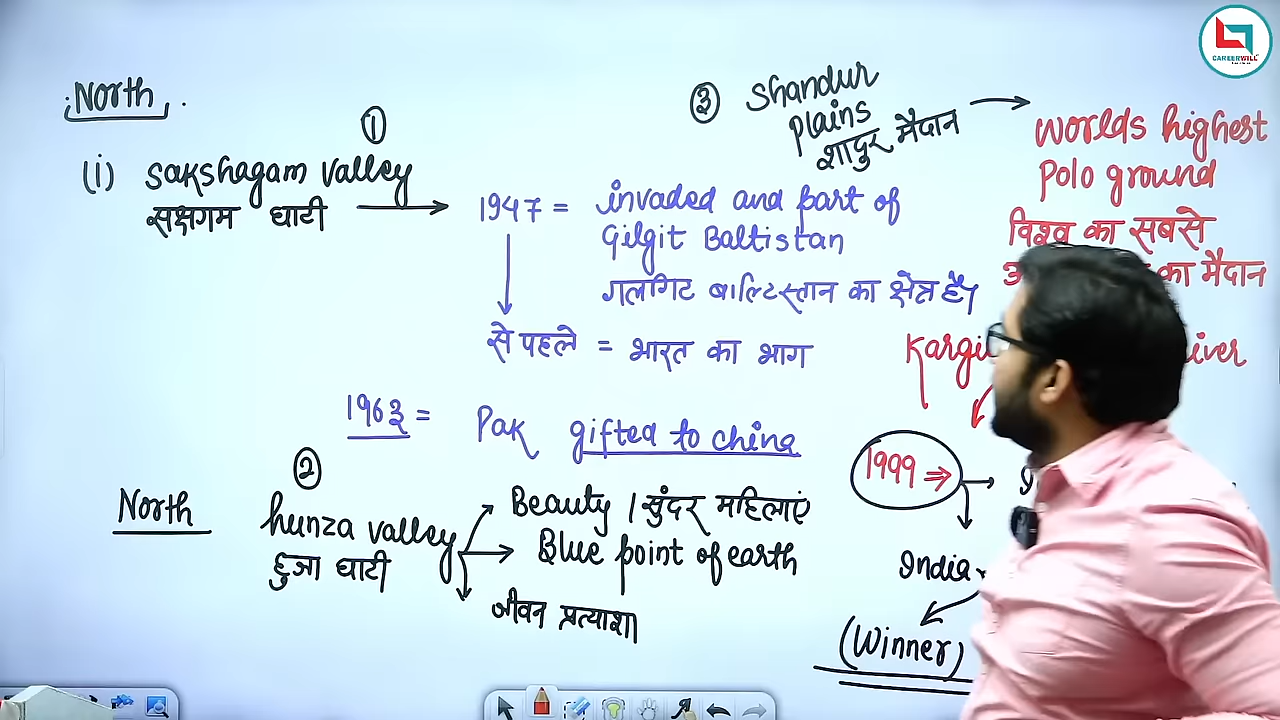 North
①
(i) sakshagam valley
सक्षगम घाटी
1947 = invaded and part of
Gilgit Baltistan
गलगिट बाल्टिस्तान का क्षेत्र है।
से पहले = भारत का भाग
1963 = Pak gifted to china
②
North
hunza valley
हुंजा घाटी
Beauty / सुंदर महिलाएं
Blue point of earth
जीवन प्रत्याशा
③ Shandur
plains
शादुर मैदान
Worlds highest
Polo ground
विश्व का सबसे
का मैदान
1999 ⇒
India
(Winner)
CAREERWILL